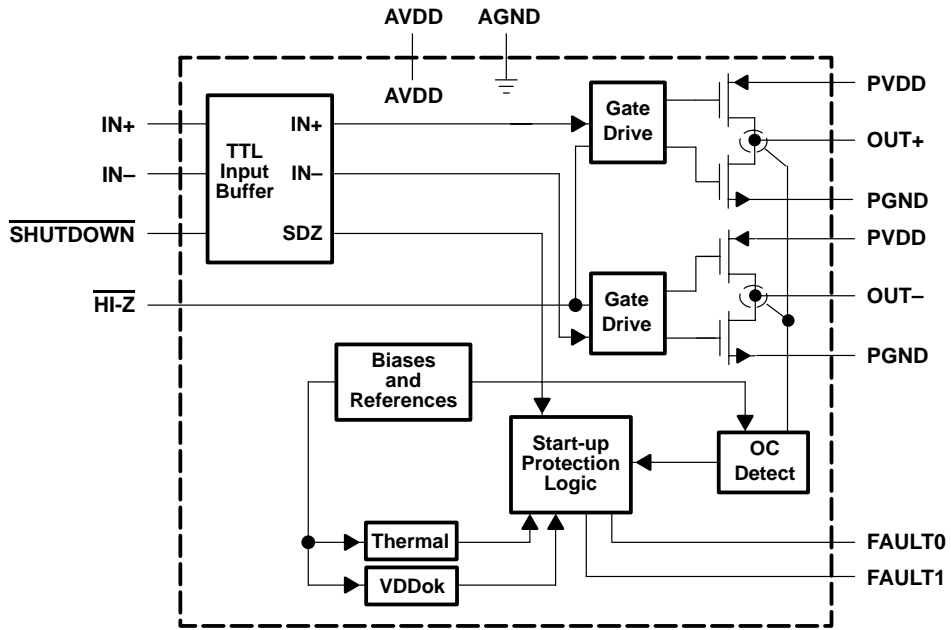 AVDD AGND
AVDD
PVDD
IN+
TTL
Input
Buffer
IN+
Gate
Drive
OUT+
IN–
IN–
PGND
SHUTDOWN
SDZ
PVDD
HI-Z
Gate
Drive
OUT–
PGND
Biases
and
References
Start-up
Protection
Logic
OC
Detect
Thermal
FAULT0
VDDok
FAULT1